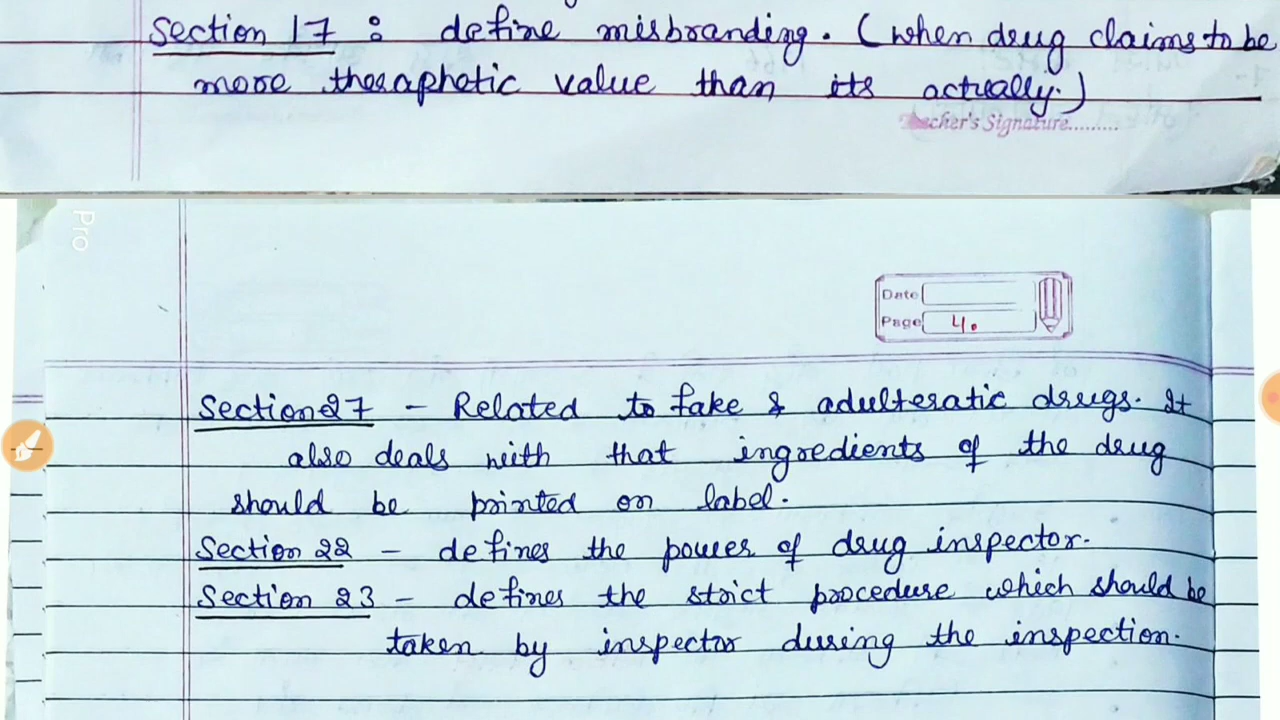 Section 17 : define misbranding. (when drug claims to be
more theraphetic value than its actually.)
Teacher's Signature.........
Pro
Date
Page 4.
Section 27 - Related to fake & adulteratic drugs. It
also deals with that ingredients of the drug
should be printed on label.
Section 22 - defines the power of drug inspector.
Section 23 - defines the strict procedure which should be
taken by inspector during the inspection.